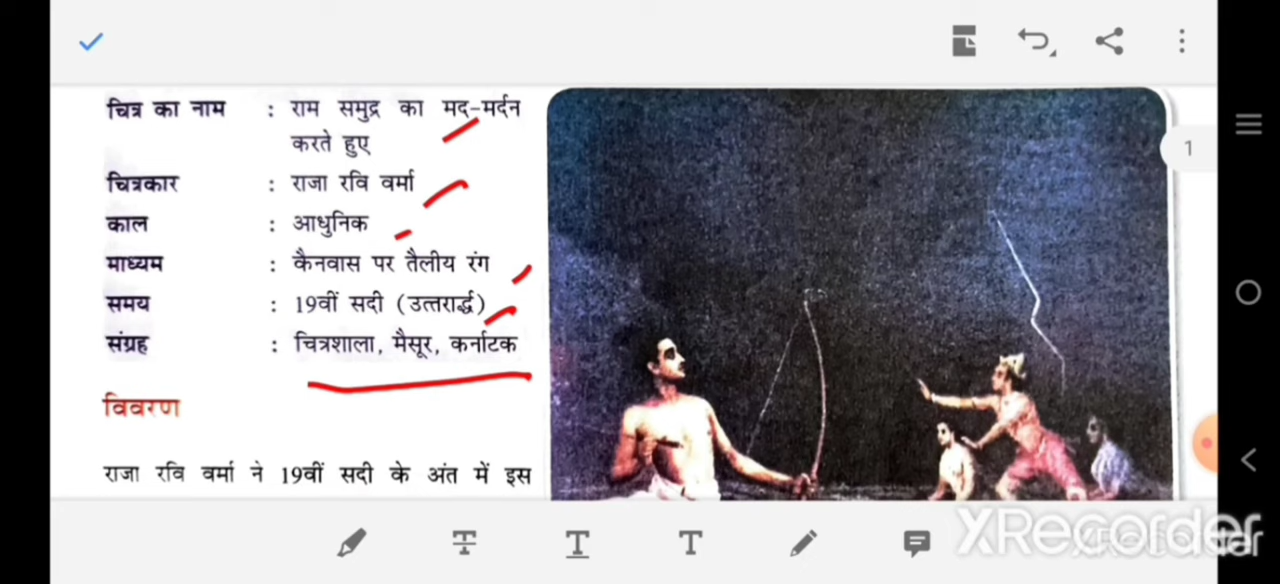 चित्र का नाम : राम समुद्र का मद-मर्दन
करते हुए
चित्रकार : राजा रवि वर्मा
काल : आधुनिक
माध्यम : कैनवास पर तैलीय रंग
समय : 19वीं सदी (उत्तरार्द्ध)
संग्रह : चित्रशाला, मैसूर, कर्नाटक
विवरण
राजा रवि वर्मा ने 19वीं सदी के अंत में इस
1
T T T
XRecorder